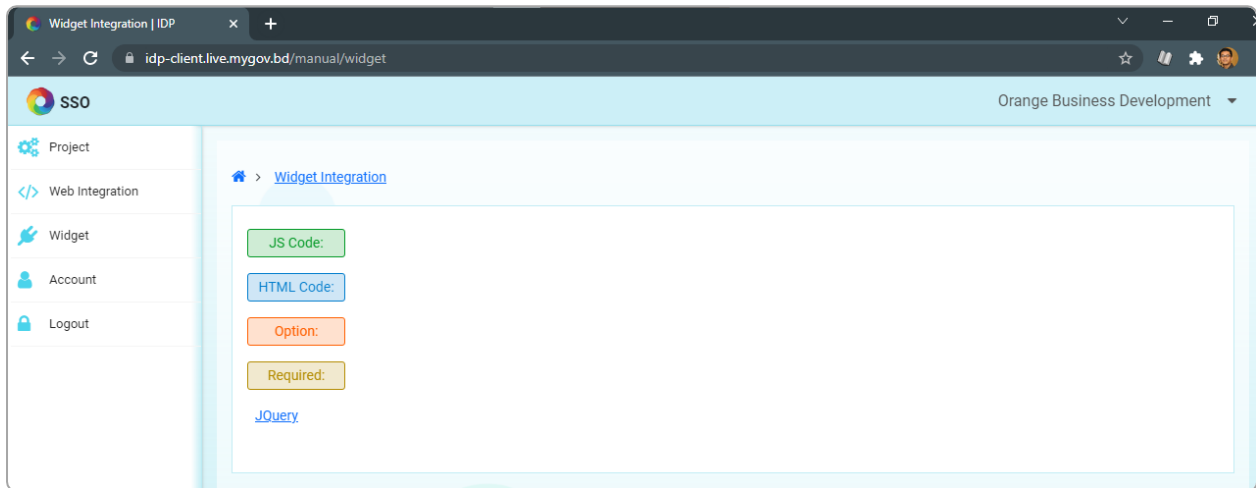 Widget Integration | IDP
idp-client.live.mygov.bd/manual/widget
SSO
Orange Business Development
Project
Web Integration
Widget
Account
Logout
> Widget Integration
JS Code:
HTML Code:
Option:
Required:
JQuery